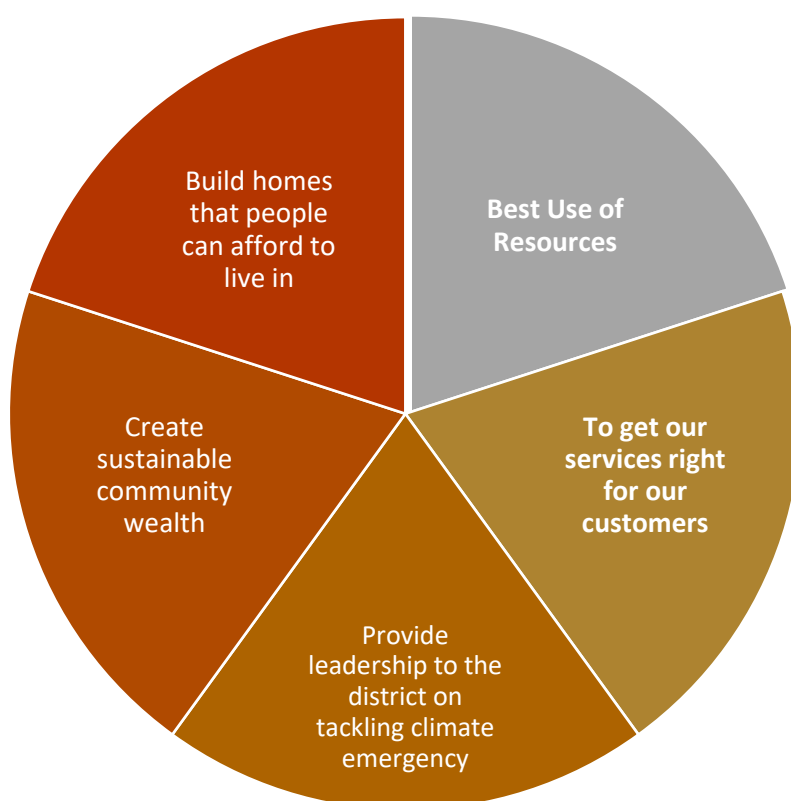 Build homes
that people
can afford to
live in
Best Use of
Resources
Create
sustainable
community
wealth
To get our
services right
for our
customers
Provide
leadership to the
district on
tackling climate
emergency